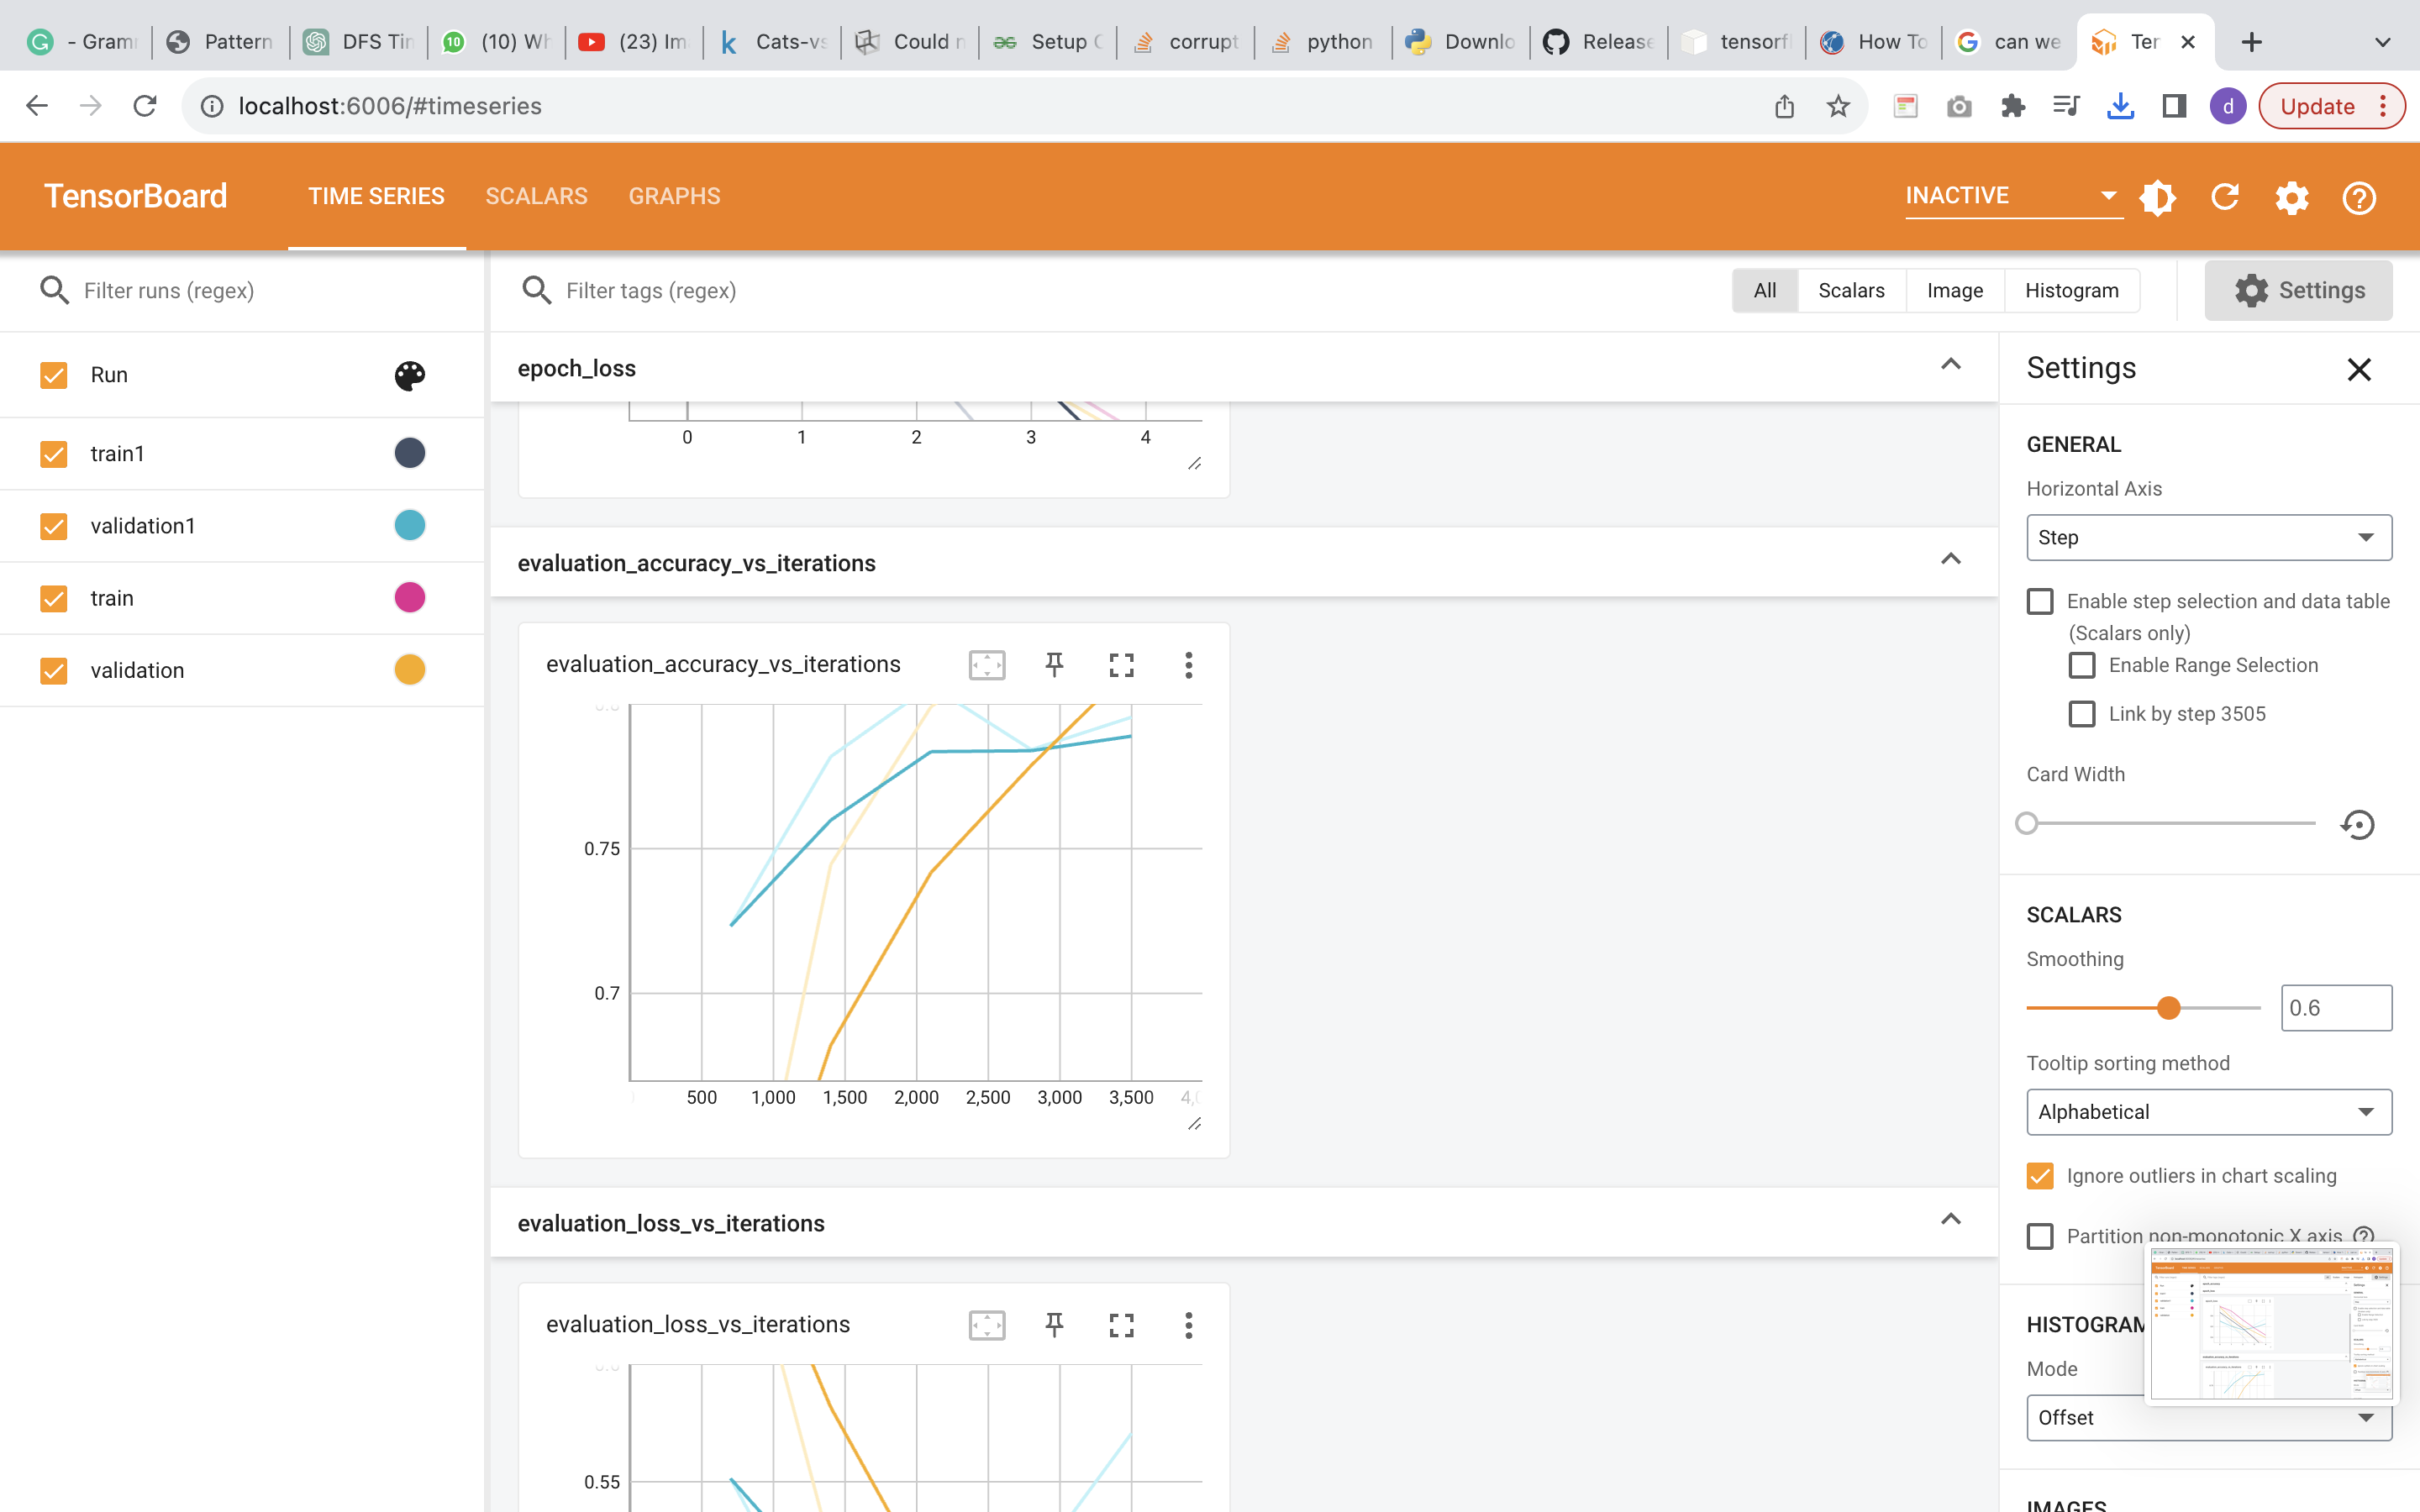 - Gram
Pattern
DFS Tir
(10) Wh
(23) Im
Cats-vs
Could n
Setup
corrupt
python
Downlo
Release
tensorfl
How To
can we
Ter
localhost:6006/#timeseries
d
Update
TensorBoard
TIME SERIES
SCALARS
GRAPHS
INACTIVE
Filter runs (regex)
Filter tags (regex)
All
Scalars
Image
Histogram
Settings
Run
train1
validation1
train
validation
epoch_loss
0 1 2 3 4
evaluation_accuracy_vs_iterations
evaluation_accuracy_vs_iterations
0.75
0.7
500 1,000 1,500 2,000 2,500 3,000 3,500
evaluation_loss_vs_iterations
evaluation_loss_vs_iterations
0.55
Settings
GENERAL
Horizontal Axis
Step
Enable step selection and data table
(Scalars only)
Enable Range Selection
Link by step 3505
Card Width
SCALARS
Smoothing
0.6
Tooltip sorting method
Alphabetical
Ignore outliers in chart scaling
Partition non-monotonic X axis
HISTOGRAM
Mode
Offset
IMAGES